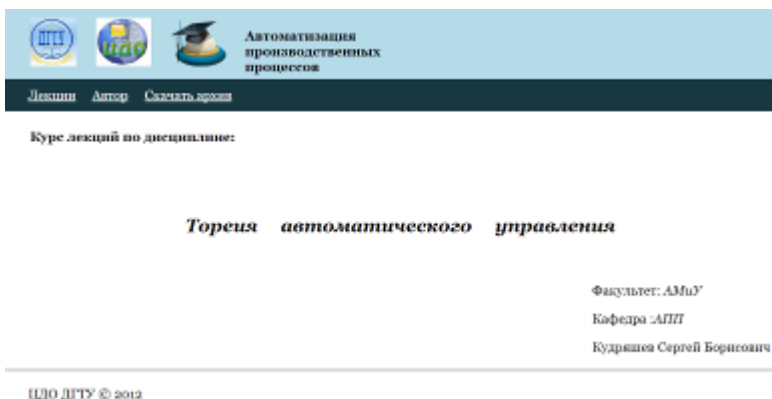 ДГТУ
ЦДО
Автоматизация
производственных
процессов
Лекции Автор Скачать архив
Курс лекций по дисциплине:
Тореия автоматического управления
Факультет: АМиУ
Кафедра :АПП
Кудряшев Сергей Борисович
ЦДО ДГТУ © 2012